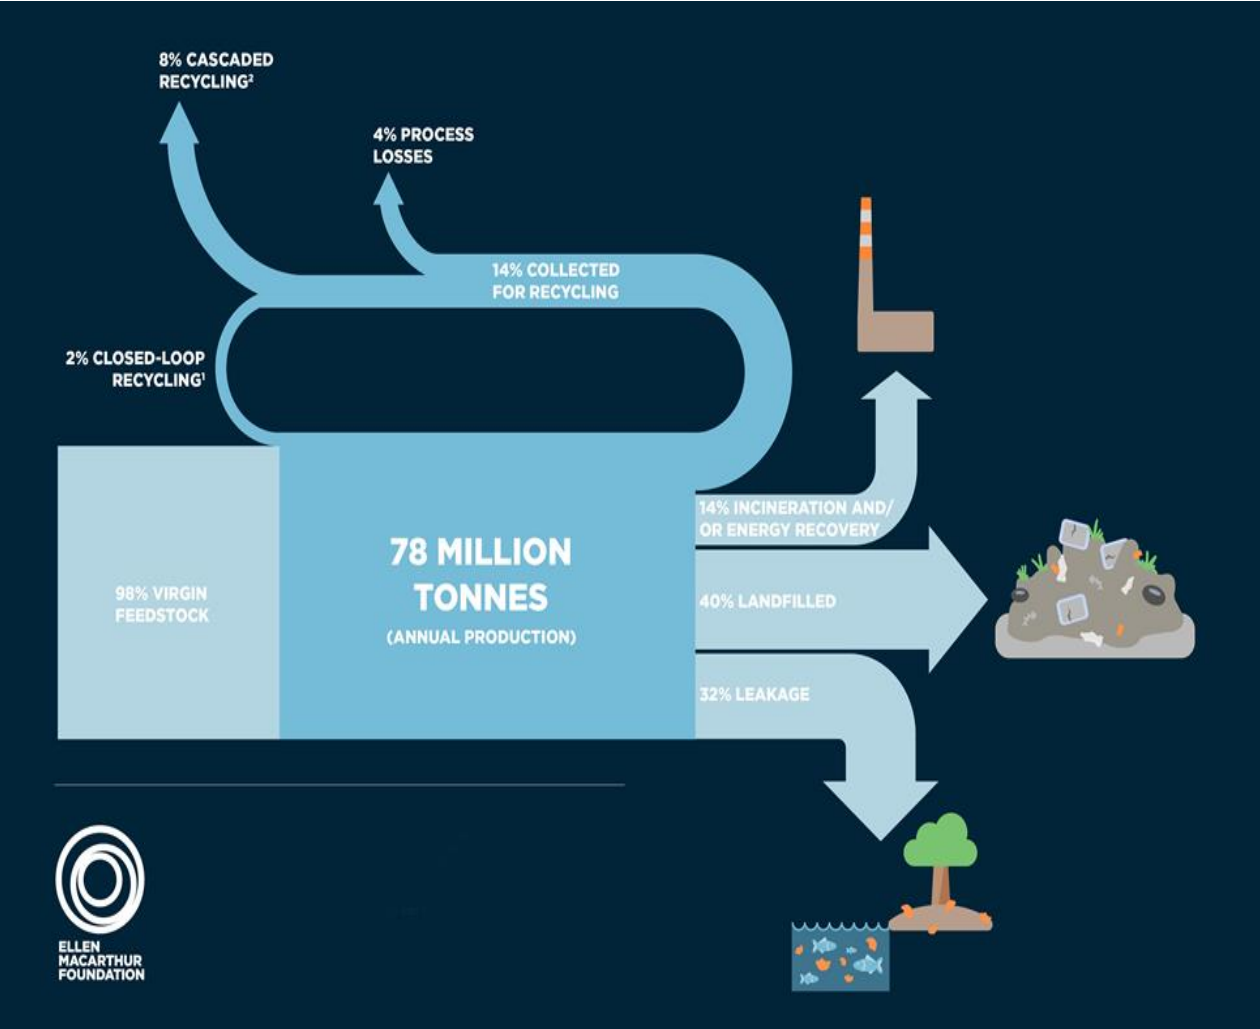 8% CASCADED
RECYCLING²
4% PROCESS
LOSSES
14% COLLECTED
FOR RECYCLING
2% CLOSED-LOOP
RECYCLING¹
14% INCINERATION AND/
OR ENERGY RECOVERY
78 MILLION
TONNES
(ANNUAL PRODUCTION)
98% VIRGIN
FEEDSTOCK
40% LANDFILLED
32% LEAKAGE
ELLEN
MACARTHUR
FOUNDATION